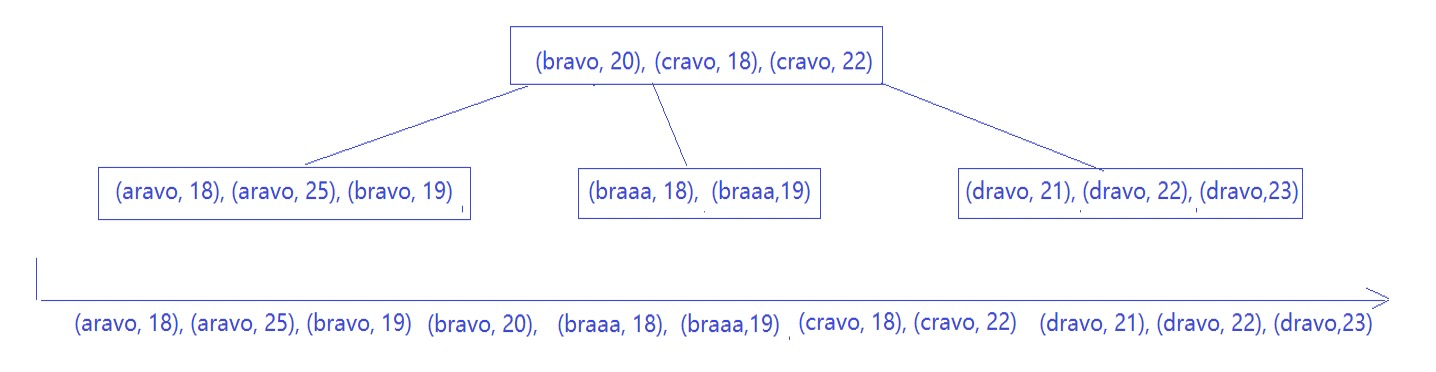 (bravo, 20), (cravo, 18), (cravo, 22)
(aravo, 18), (aravo, 25), (bravo, 19)
(braaa, 18), (braaa,19)
(dravo, 21), (dravo, 22), (dravo,23)
(aravo, 18), (aravo, 25), (bravo, 19) (bravo, 20), (braaa, 18), (braaa,19) , (cravo, 18), (cravo, 22) (dravo, 21), (dravo, 22), (dravo,23)